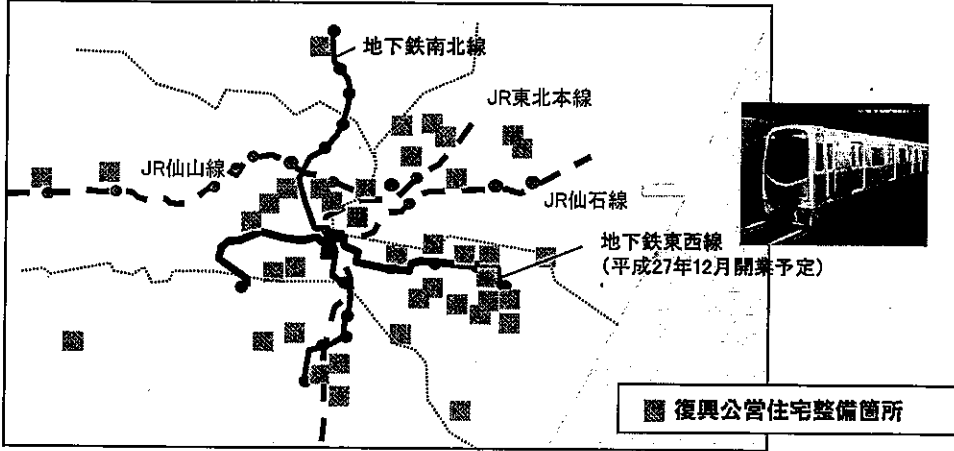 地下鉄南北線
JR東北本線
JR仙山線
JR仙石線
地下鉄東西線
(平成27年12月開業予定)
復興公営住宅整備箇所